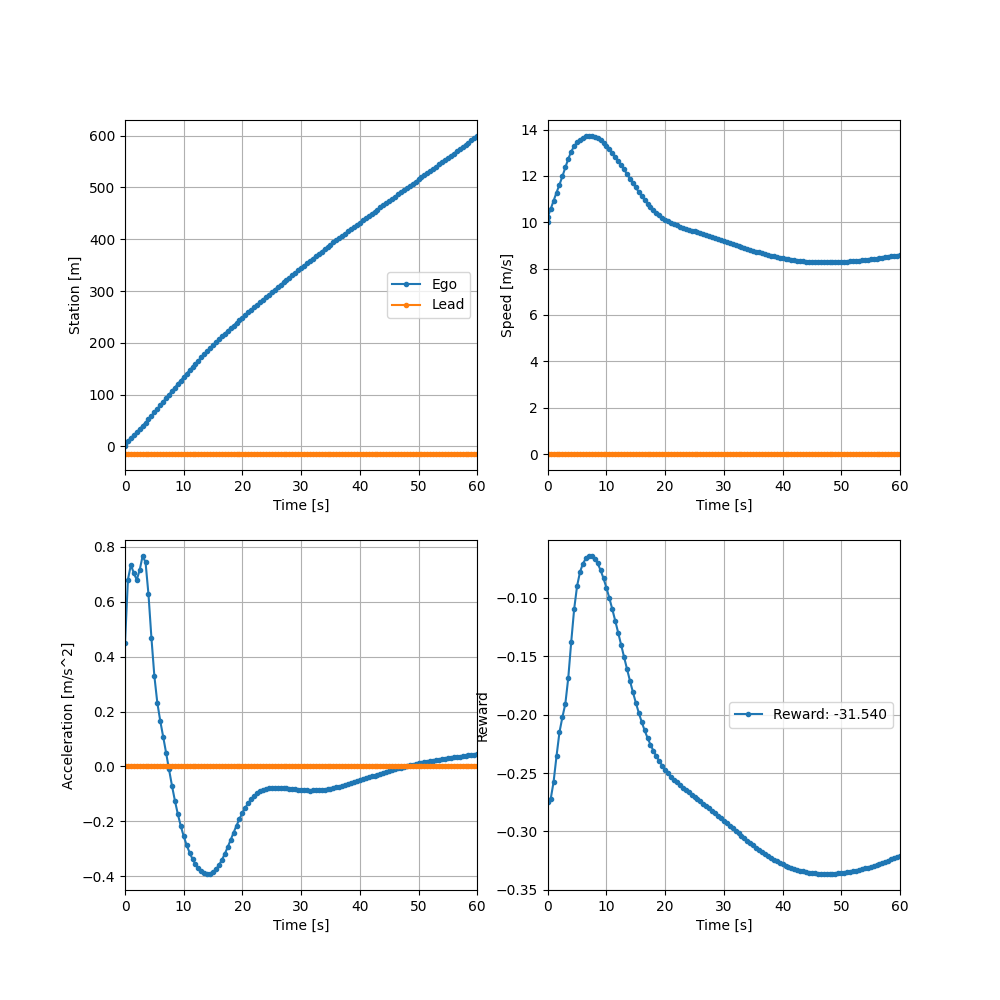 600
500
400
300
200
100
0
Station [m]
Ego
Lead
0 10 20 30 40 50 60
Time [s]
14
12
10
8
6
4
2
0
Speed [m/s]
0 10 20 30 40 50 60
Time [s]
0.8
0.6
0.4
0.2
0.0
−0.2
−0.4
Acceleration [m/s^2]
0 10 20 30 40 50 60
Time [s]
−0.10
−0.15
−0.20
−0.25
−0.30
−0.35
Reward
Reward: -31.540
0 10 20 30 40 50 60
Time [s]